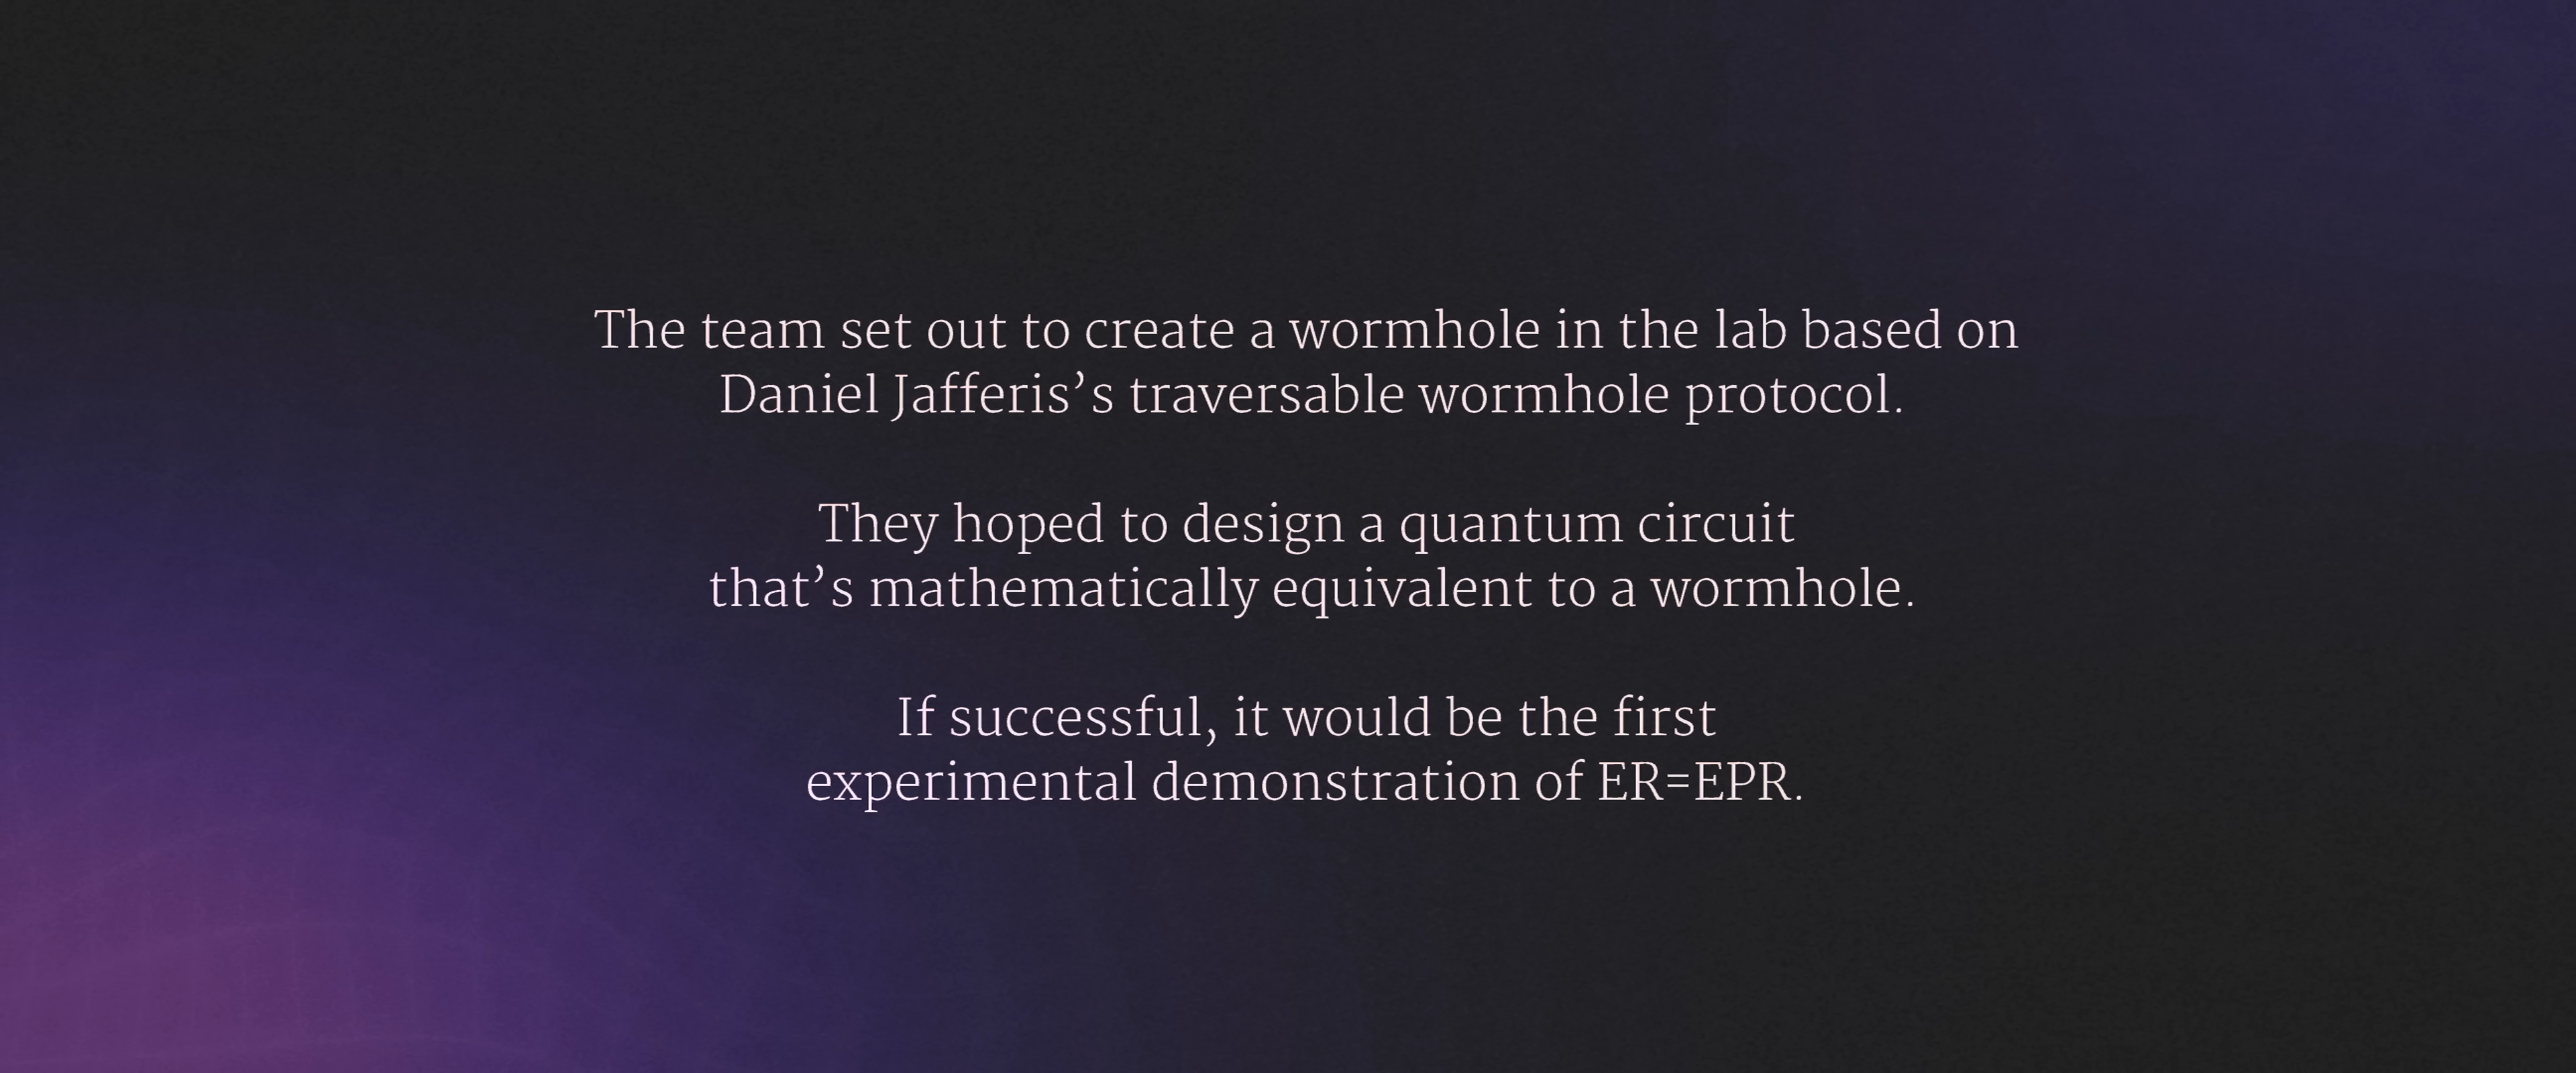 The team set out to create a wormhole in the lab based on
Daniel Jafferis’s traversable wormhole protocol.
They hoped to design a quantum circuit
that’s mathematically equivalent to a wormhole.
If successful, it would be the first
experimental demonstration of ER=EPR.